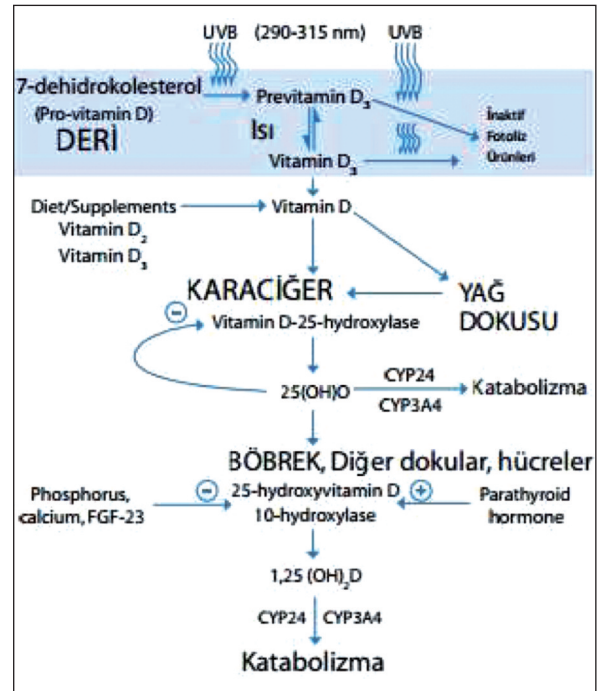 UVB (290-315 nm) UVB
7-dehidrokolesterol
(Pro-vitamin D)
DERİ
Previtamin D3
Isı
Vitamin D3
İnaktif
Fotoliz
Ürünleri
Diet/Supplements
Vitamin D2
Vitamin D3
Vitamin D
KARACİĞER
Vitamin D-25-hydroxylase
YAĞ
DOKUSU
25(OH)O
CYP24
CYP3A4
Katabolizma
BÖBREK, Diğer dokular, hücreler
25-hydroxyvitamin D
10-hydroxylase
Phosphorus,
calcium, FGF-23
Parathyroid
hormone
1,25 (OH)2D
CYP24 CYP3A4
Katabolizma